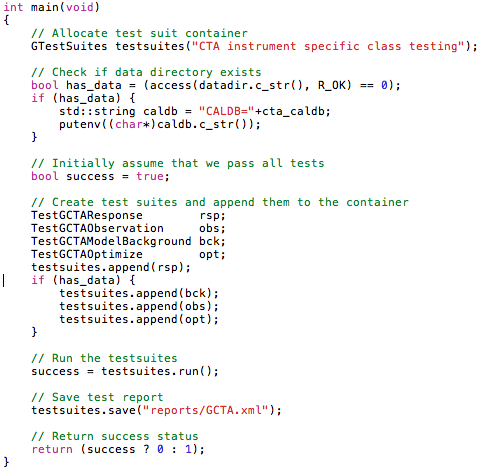 int main(void)
{
    // Allocate test suit container
    GTestSuites testsuites("CTA instrument specific class testing");

    // Check if data directory exists
    bool has_data = (access(datadir.c_str(), R_OK) == 0);
    if (has_data) {
        std::string caldb = "CALDB="+cta_caldb;
        putenv((char*)caldb.c_str());
    }

    // Initially assume that we pass all tests
    bool success = true;

    // Create test suites and append them to the container
    TestGCTAResponse        rsp;
    TestGCTAObservation     obs;
    TestGCTAModelBackground bck;
    TestGCTAOptimize        opt;
    testsuites.append(rsp);
    if (has_data) {
        testsuites.append(bck);
        testsuites.append(obs);
        testsuites.append(opt);
    }

    // Run the testsuites
    success = testsuites.run();

    // Save test report
    testsuites.save("reports/GCTA.xml");

    // Return success status
    return (success ? 0 : 1);
}